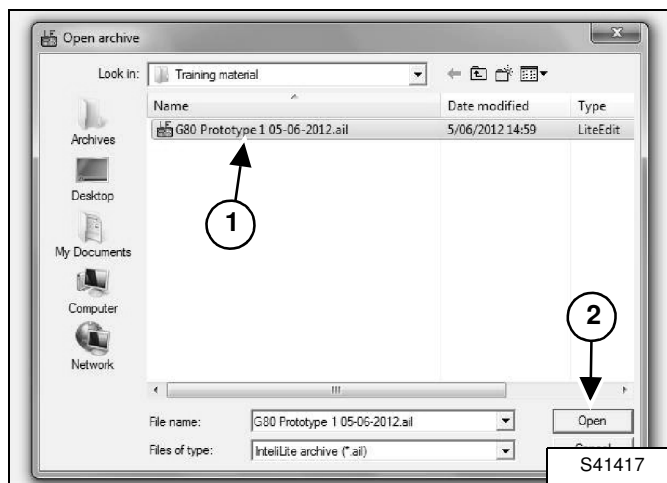 Open archive
Look in: Training material
Name Date modified Type
G80 Prototype 1 05-06-2012.ail 5/06/2012 14:59 LiteEdit
Archives
1
Desktop
My Documents
Computer
2
Network
File name: G80 Prototype 1 05-06-2012.ail Open
Files of type: InteliLite archive (*.ail)
S41417